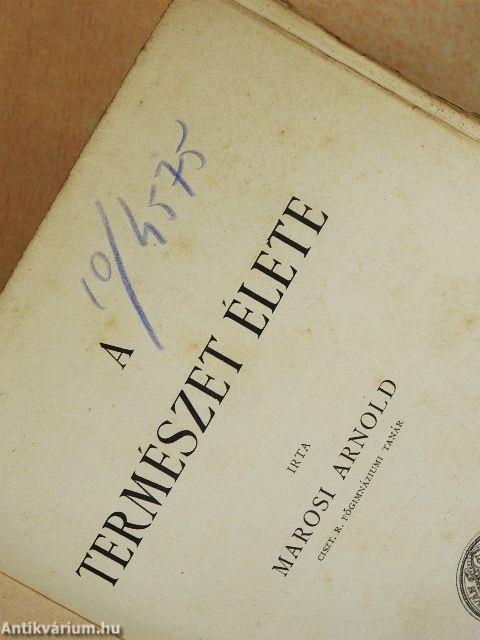 10/4575
A
TERMÉSZET ÉLETE
IRTA
MAROSI ARNOLD
CISZT. R. FŐGIMNÁZIUMI TANÁR
Antikvárium.hu